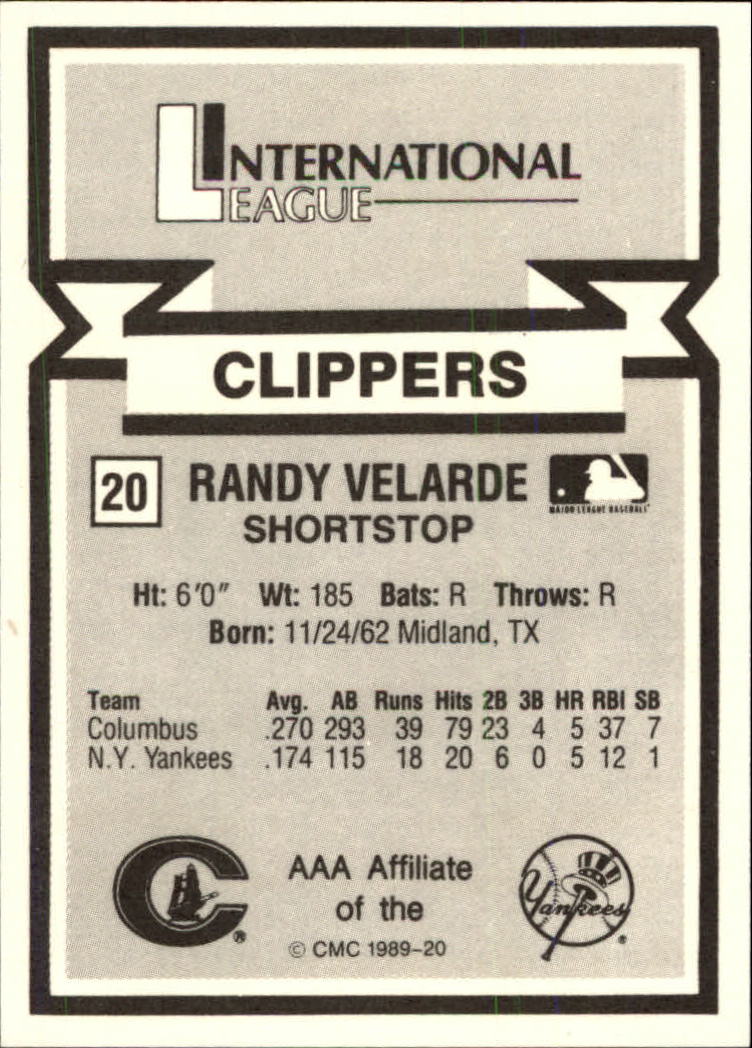 INTERNATIONAL
LEAGUE
CLIPPERS
20 RANDY VELARDE
MAJOR LEAGUE BASEBALL
SHORTSTOP
Ht: 6'0" Wt: 185 Bats: R Throws: R
Born: 11/24/62 Midland, TX
Team Avg. AB Runs Hits 2B 3B HR RBI SB
Columbus .270 293 39 79 23 4 5 37 7
N.Y. Yankees .174 115 18 20 6 0 5 12 1
C ®
AAA Affiliate
of the
© CMC 1989-20
Yankees